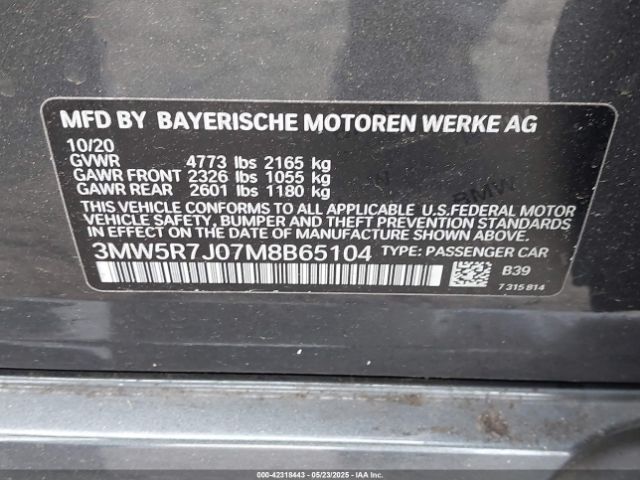 MFD BY BAYERISCHE MOTOREN WERKE AG
10/20
GVWR 4773 lbs 2165 kg
GAWR FRONT 2326 lbs 1055 kg
GAWR REAR 2601 lbs 1180 kg
THIS VEHICLE CONFORMS TO ALL APPLICABLE U.S.FEDERAL MOTOR
VEHICLE SAFETY, BUMPER AND THEFT PREVENTION STANDARDS
IN EFFECT ON THE DATE OF MANUFACTURE SHOWN ABOVE.
3MW5R7J07M8B65104 TYPE: PASSENGER CAR
B39
7 315 814
BMW
000-42318443 - 05/23/2025 - IAAI.com